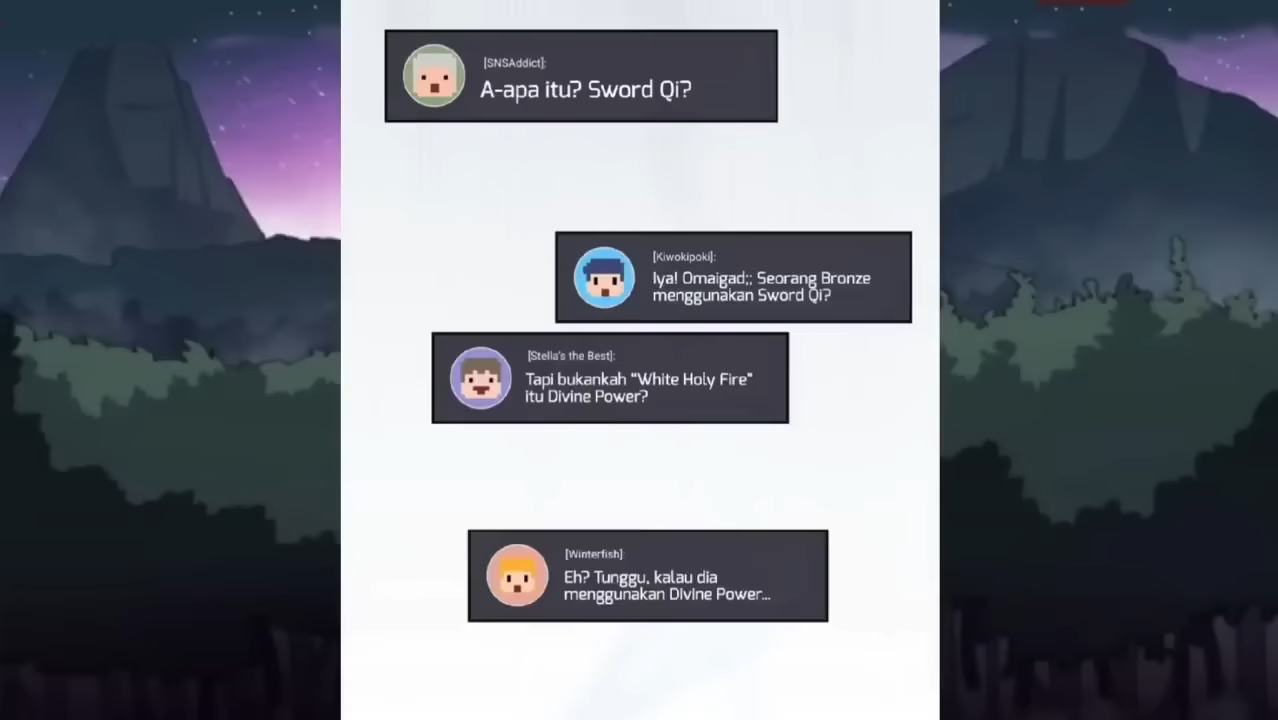 [SNSAddict]:
A-apa itu? Sword Qi?
[Kiwokipoki]:
Iya! Omaigad;; Seorang Bronze
menggunakan Sword Qi?
[Stella's the Best]:
Tapi bukankah "White Holy Fire"
itu Divine Power?
[Winterfish]:
Eh? Tunggu, kalau dia
menggunakan Divine Power...